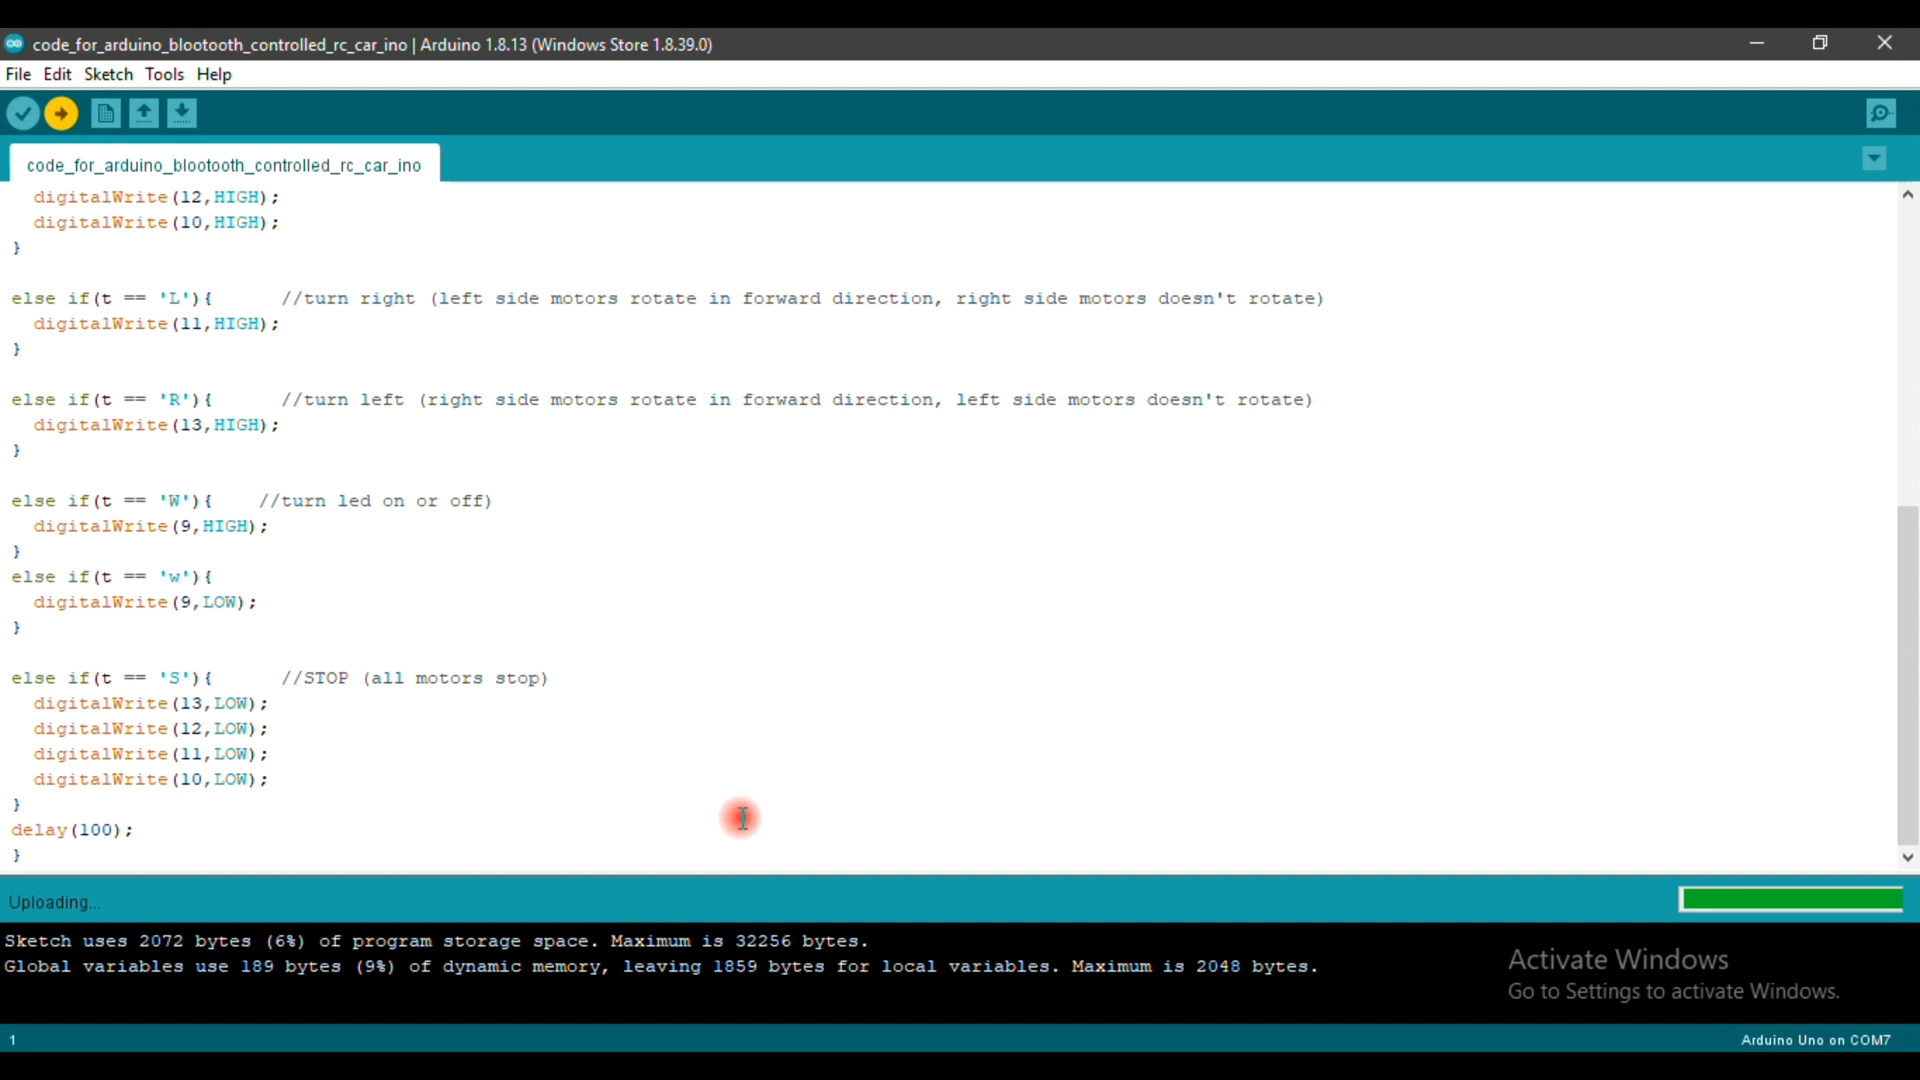 code_for_arduino_blootooth_controlled_rc_car_ino | Arduino 1.8.13 (Windows Store 1.8.39.0)
File Edit Sketch Tools Help
code_for_arduino_blootooth_controlled_rc_car_ino
digitalWrite(12,HIGH);
digitalWrite(10,HIGH);
}
else if(t == 'L'){ //turn right (left side motors rotate in forward direction, right side motors doesn't rotate)
digitalWrite(11,HIGH);
}
else if(t == 'R'){ //turn left (right side motors rotate in forward direction, left side motors doesn't rotate)
digitalWrite(13,HIGH);
}
else if(t == 'W'){ //turn led on or off)
digitalWrite(9,HIGH);
}
else if(t == 'w'){
digitalWrite(9,LOW);
}
else if(t == 'S'){ //STOP (all motors stop)
digitalWrite(13,LOW);
digitalWrite(12,LOW);
digitalWrite(11,LOW);
digitalWrite(10,LOW);
}
delay(100);
}
Uploading...
Sketch uses 2072 bytes (6%) of program storage space. Maximum is 32256 bytes.
Global variables use 189 bytes (9%) of dynamic memory, leaving 1859 bytes for local variables. Maximum is 2048 bytes.
Activate Windows
Go to Settings to activate Windows.
1
Arduino Uno on COM7